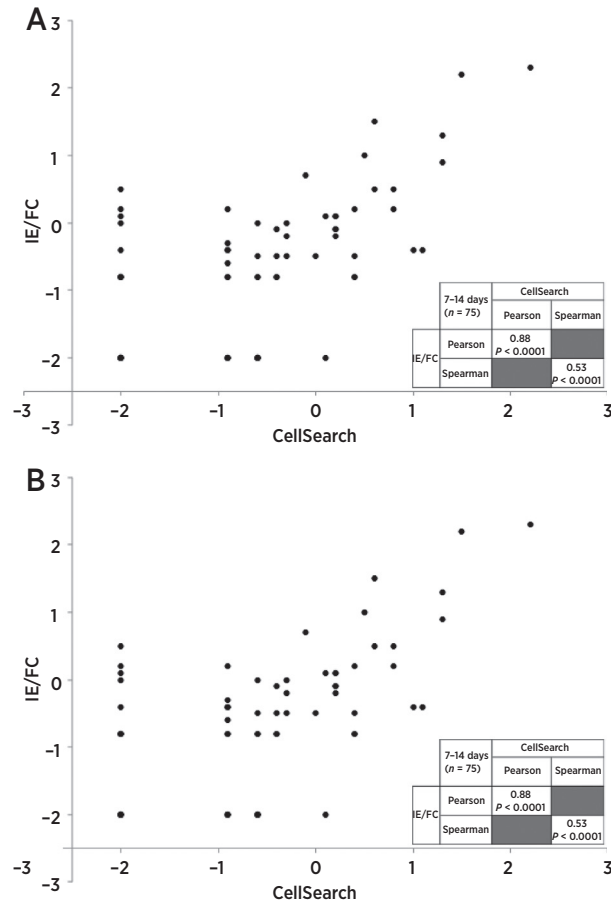 A
3
2
1
0
−1
−2
−3
IE/FC
−3 −2 −1 0 1 2 3
CellSearch
7–14 days
(n = 75)
CellSearch
Pearson Spearman
IE/FC
Pearson
0.88
P < 0.0001
Spearman
0.53
P < 0.0001
B
3
2
1
0
−1
−2
−3
IE/FC
−3 −2 −1 0 1 2 3
CellSearch
7–14 days
(n = 75)
CellSearch
Pearson Spearman
IE/FC
Pearson
0.88
P < 0.0001
Spearman
0.53
P < 0.0001